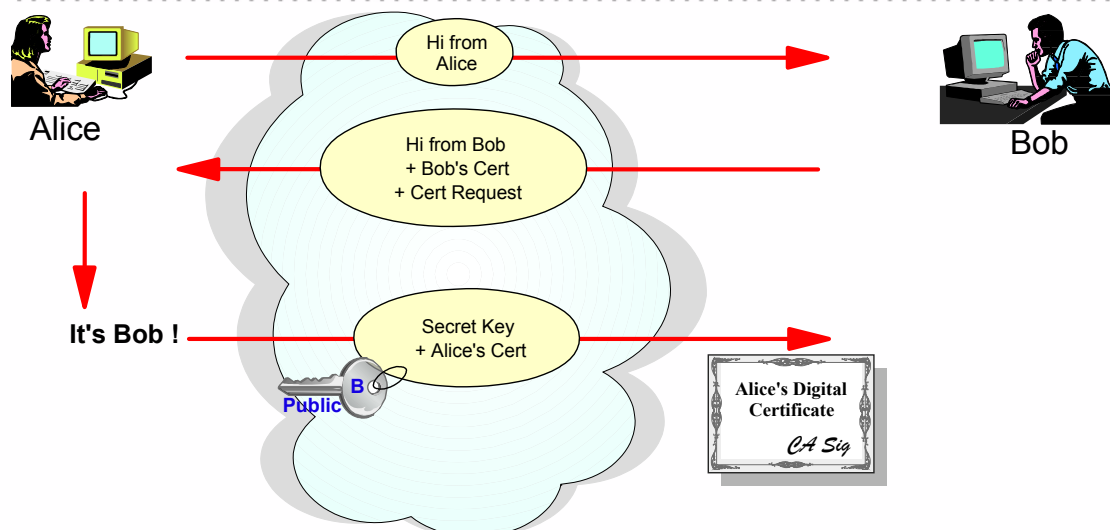 Hi from
Alice
Alice
Bob
Hi from Bob
+ Bob's Cert
+ Cert Request
It's Bob !
Secret Key
+ Alice's Cert
B
Public
Alice's Digital
Certificate
CA Sig